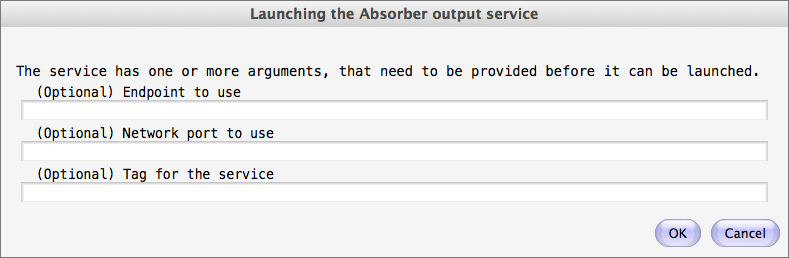 Launching the Absorber output service
The service has one or more arguments, that need to be provided before it can be launched.
(Optional) Endpoint to use
(Optional) Network port to use
(Optional) Tag for the service
OK Cancel